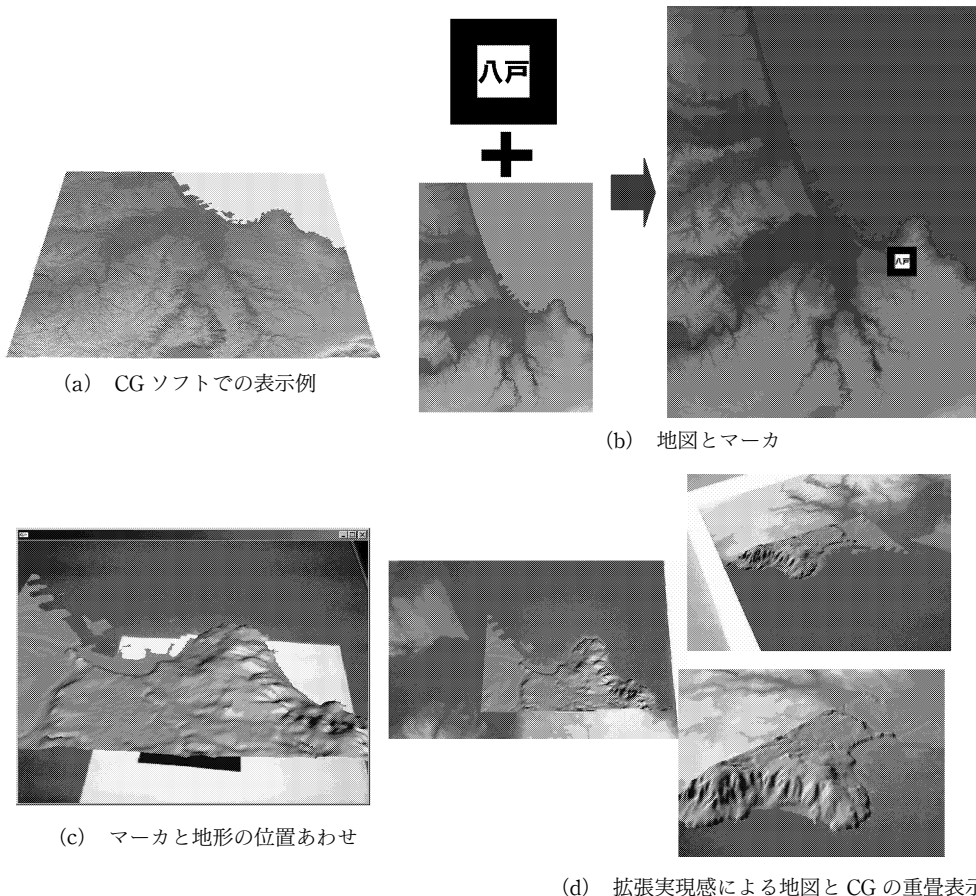 八戸
八戸
(a) CG ソフトでの表示例
(b) 地図とマーカ
(c) マーカと地形の位置あわせ
(d) 拡張実現感による地図と CG の重畳表示